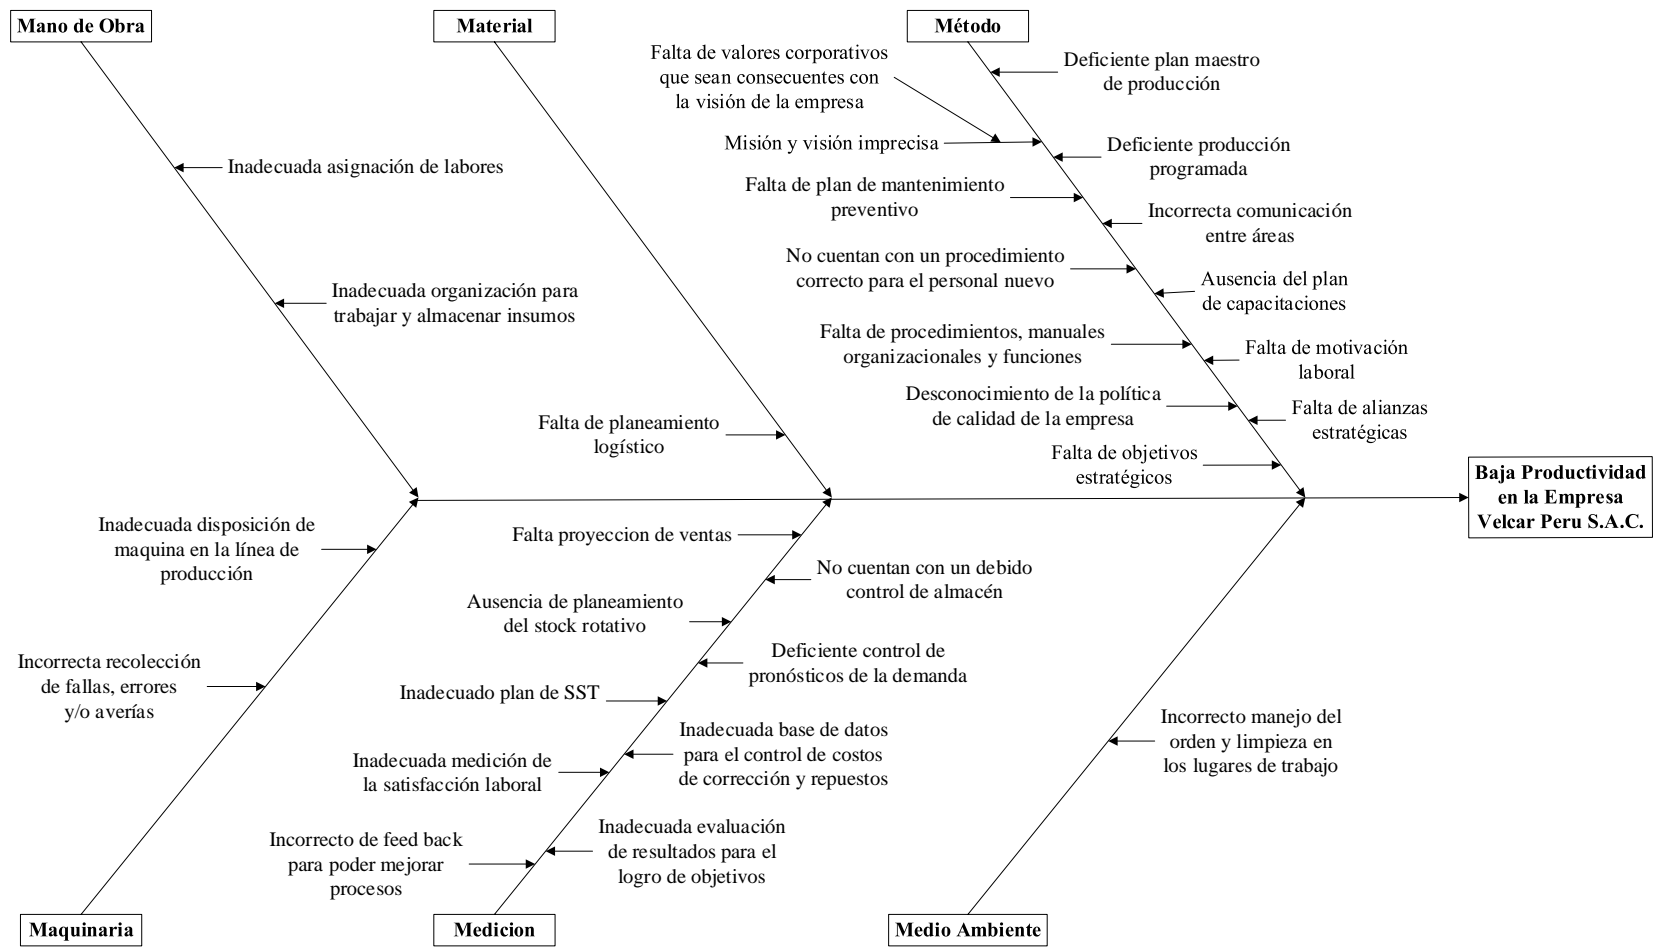 Mano de Obra
Material
Método
Falta de valores corporativos
que sean consecuentes con
la visión de la empresa
Deficiente plan maestro
de producción
Misión y visión imprecisa
Deficiente producción
programada
Inadecuada asignación de labores
Falta de plan de mantenimiento
preventivo
Incorrecta comunicación
entre áreas
No cuentan con un procedimiento
correcto para el personal nuevo
Ausencia del plan
de capacitaciones
Inadecuada organización para
trabajar y almacenar insumos
Falta de procedimientos, manuales
organizacionales y funciones
Falta de motivación
laboral
Desconocimiento de la política
de calidad de la empresa
Falta de alianzas
estratégicas
Falta de planeamiento
logístico
Falta de objetivos
estratégicos
Baja Productividad
en la Empresa
Velcar Peru S.A.C.
Inadecuada disposición de
maquina en la línea de
producción
Falta proyeccion de ventas
No cuentan con un debido
control de almacén
Ausencia de planeamiento
del stock rotativo
Deficiente control de
pronósticos de la demanda
Incorrecta recolección
de fallas, errores
y/o averías
Inadecuado plan de SST
Inadecuada base de datos
para el control de costos
de corrección y repuestos
Incorrecto manejo del
orden y limpieza en
los lugares de trabajo
Inadecuada medición de
la satisfacción laboral
Inadecuada evaluación
de resultados para el
logro de objetivos
Incorrecto de feed back
para poder mejorar
procesos
Maquinaria
Medicion
Medio Ambiente